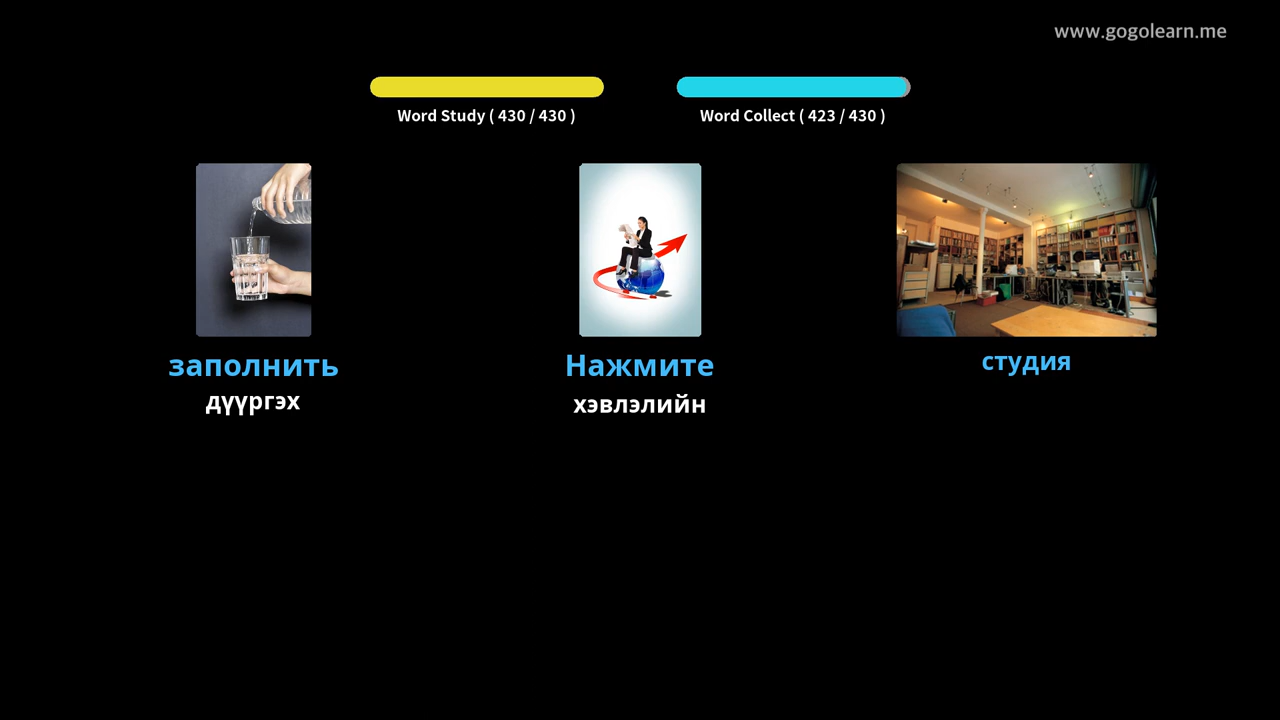 www.gogolearn.me
Word Study ( 430 / 430 )
Word Collect ( 423 / 430 )
заполнить
дүүргэх
Нажмите
хэвлэлийн
студия